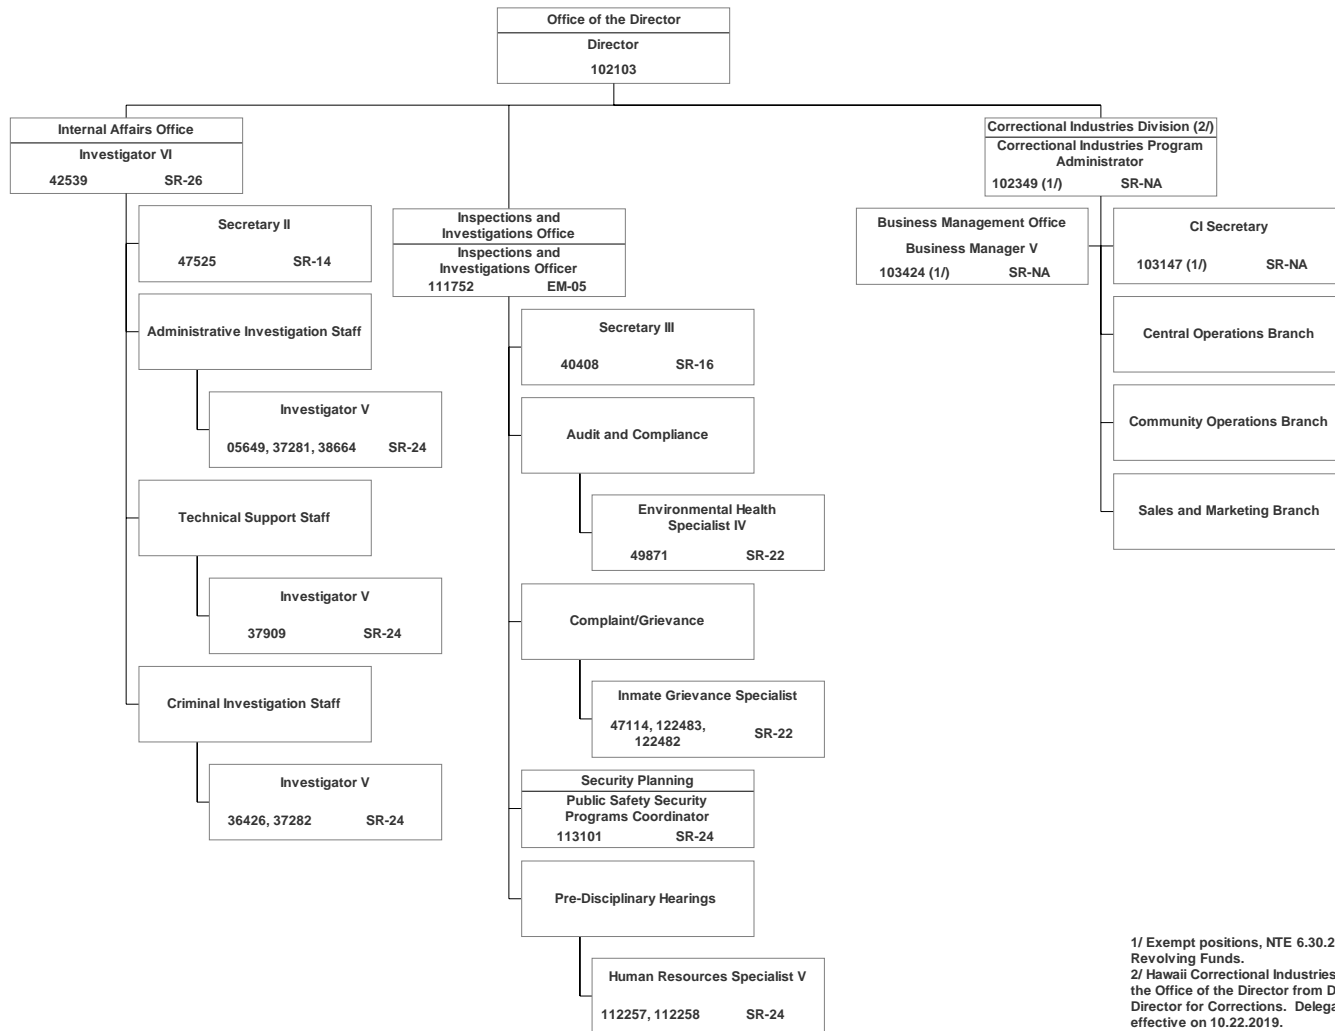 Office of the Director
Director
102103
Internal Affairs Office
Investigator VI
42539 SR-26
Secretary II
47525 SR-14
Administrative Investigation Staff
Investigator V
05649, 37281, 38664 SR-24
Technical Support Staff
Investigator V
37909 SR-24
Criminal Investigation Staff
Investigator V
36426, 37282 SR-24
Inspections and
Investigations Office
Inspections and
Investigations Officer
111752 EM-05
Secretary III
40408 SR-16
Audit and Compliance
Environmental Health
Specialist IV
49871 SR-22
Complaint/Grievance
Inmate Grievance Specialist
47114, 122483,
122482 SR-22
Security Planning
Public Safety Security
Programs Coordinator
113101 SR-24
Pre-Disciplinary Hearings
Human Resources Specialist V
112257, 112258 SR-24
Correctional Industries Division (2/)
Correctional Industries Program
Administrator
102349 (1/) SR-NA
Business Management Office
Business Manager V
103424 (1/) SR-NA
CI Secretary
103147 (1/) SR-NA
Central Operations Branch
Community Operations Branch
Sales and Marketing Branch
1/ Exempt positions, NTE 6.30.2
Revolving Funds.
2/ Hawaii Correctional Industries
the Office of the Director from D
Director for Corrections. Delega
effective on 10.22.2019.